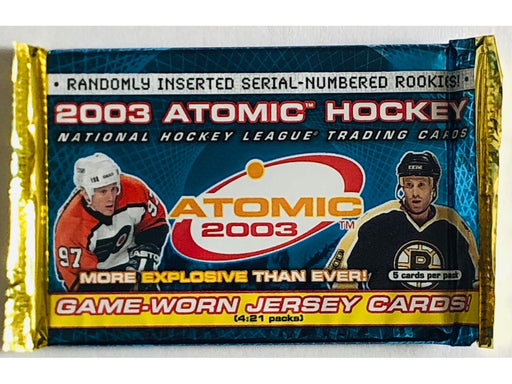 • RANDOMLY INSERTED SERIAL-NUMBERED ROOKIES! •
2003 ATOMIC™ HOCKEY
NATIONAL HOCKEY LEAGUE® TRADING CARDS
97
ATOMIC
2003 TM
B
MORE EXPLOSIVE THAN EVER!
5 cards per pack
GAME-WORN JERSEY CARDS!
(4:21 packs)